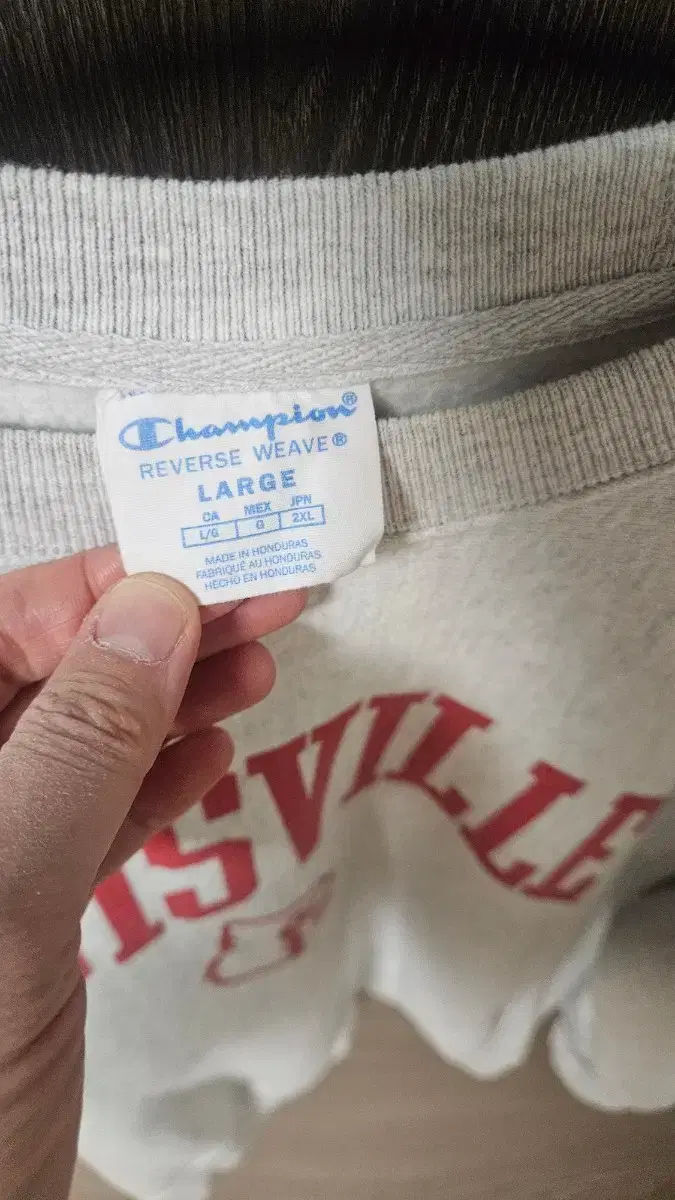 Champion®
REVERSE WEAVE®
LARGE
CA MEX JPN
L/G G 2XL
MADE IN HONDURAS
FABRIQUÉ AU HONDURAS
HECHO EN HONDURAS
ISVILLE